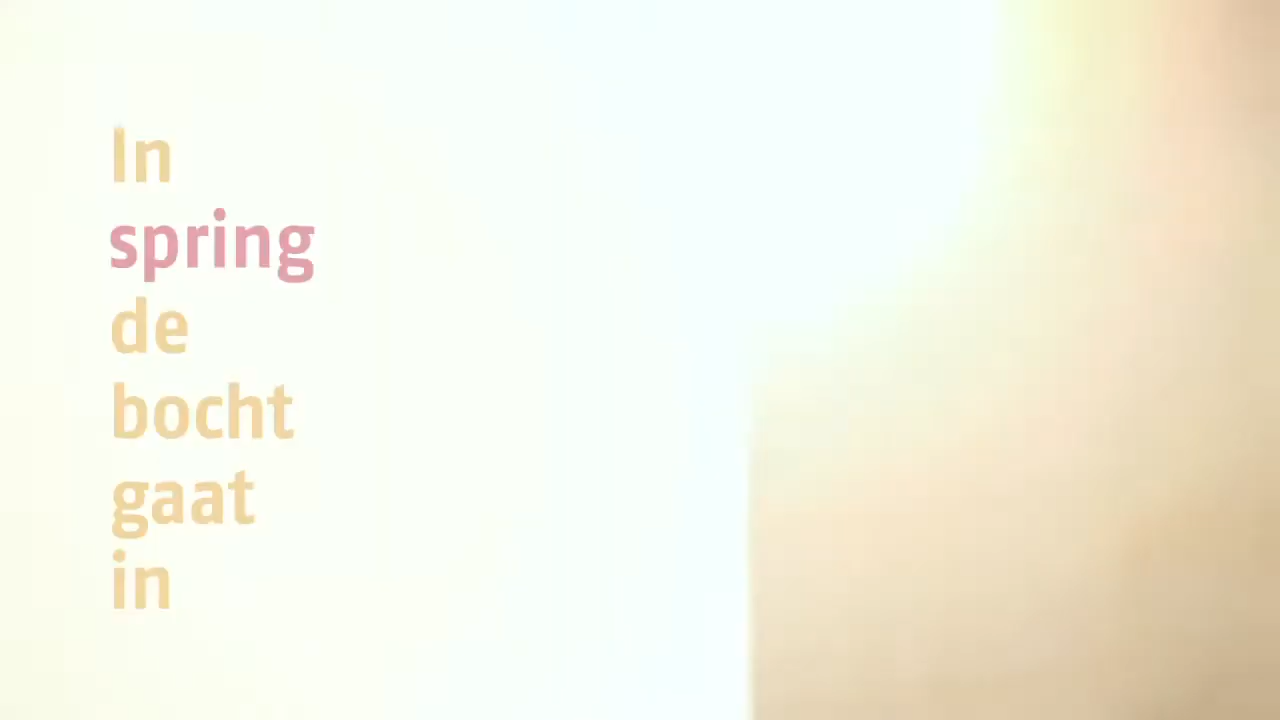 In
spring
de
bocht
gaat
in